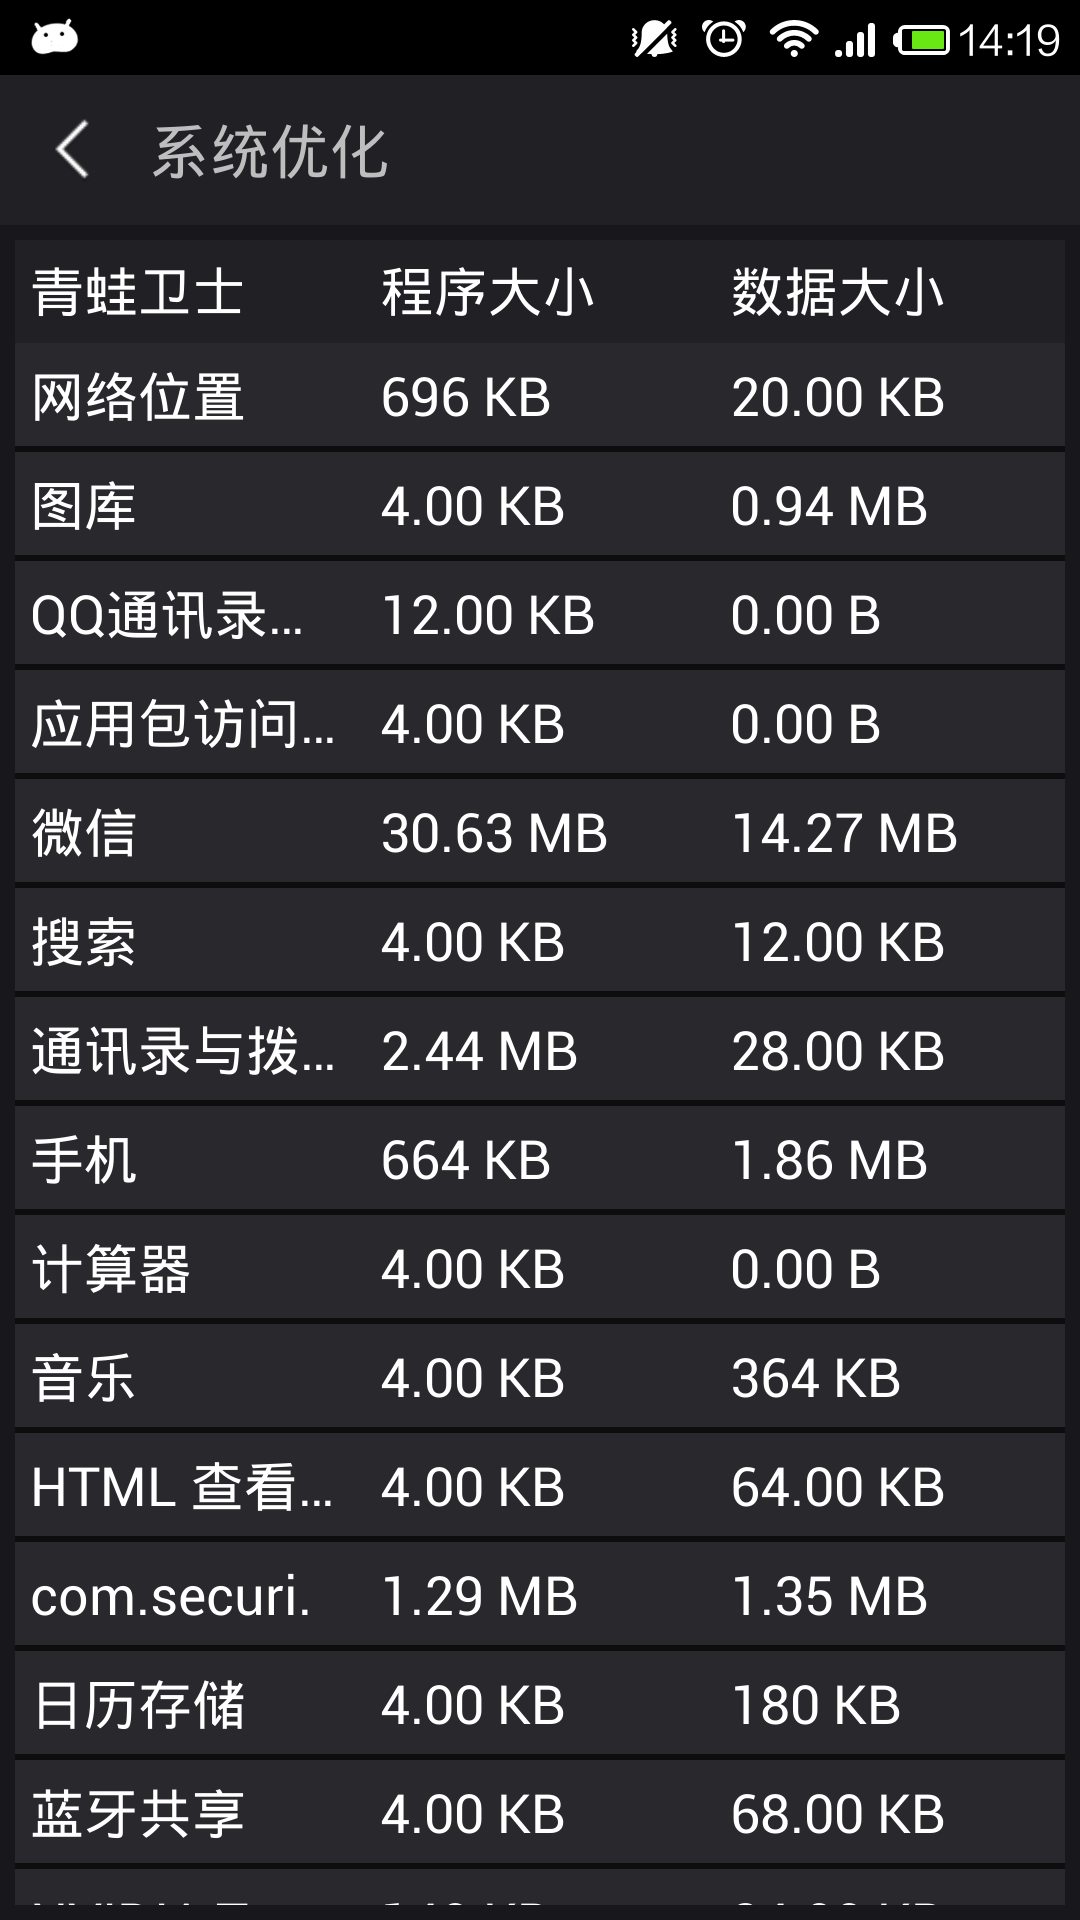 14:19
系统优化
青蛙卫士 程序大小 数据大小
网络位置 696 KB 20.00 KB
图库 4.00 KB 0.94 MB
QQ通讯录... 12.00 KB 0.00 B
应用包访问... 4.00 KB 0.00 B
微信 30.63 MB 14.27 MB
搜索 4.00 KB 12.00 KB
通讯录与拨... 2.44 MB 28.00 KB
手机 664 KB 1.86 MB
计算器 4.00 KB 0.00 B
音乐 4.00 KB 364 KB
HTML 查看... 4.00 KB 64.00 KB
com.securi. 1.29 MB 1.35 MB
日历存储 4.00 KB 180 KB
蓝牙共享 4.00 KB 68.00 KB